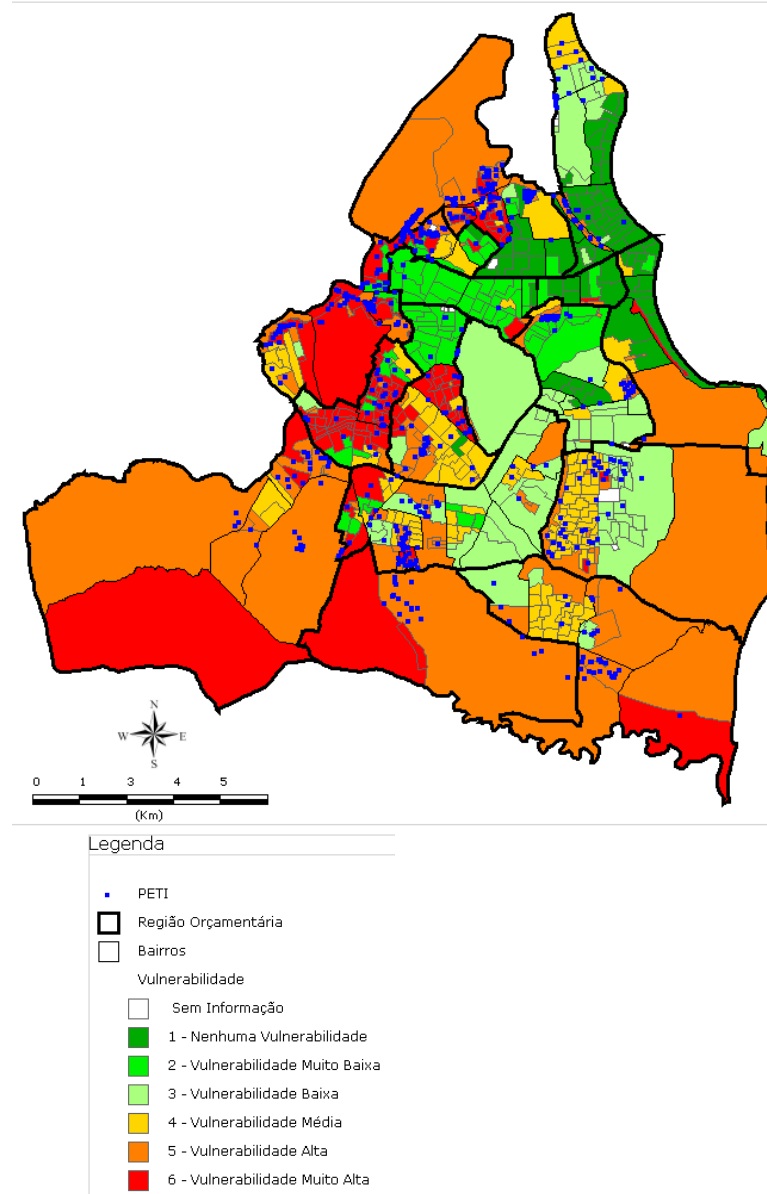 N
W E
S
0 1 3 4 5
(Km)
Legenda
PETI
Região Orçamentária
Bairros
Vulnerabilidade
Sem Informação
1 - Nenhuma Vulnerabilidade
2 - Vulnerabilidade Muito Baixa
3 - Vulnerabilidade Baixa
4 - Vulnerabilidade Média
5 - Vulnerabilidade Alta
6 - Vulnerabilidade Muito Alta